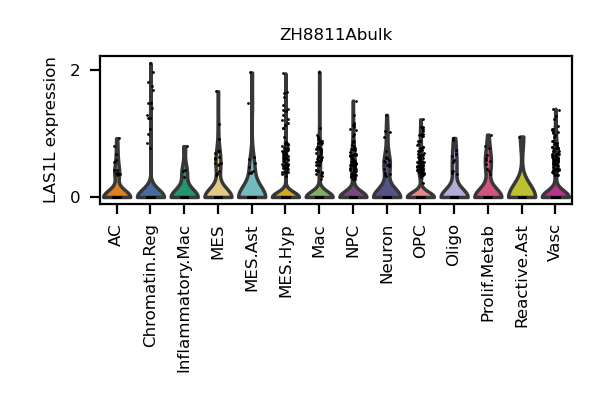 ZH8811Abulk
LAS1L expression
2
0
AC
Chromatin.Reg
Inflammatory.Mac
MES
MES.Ast
MES.Hyp
Mac
NPC
Neuron
OPC
Oligo
Prolif.Metab
Reactive.Ast
Vasc